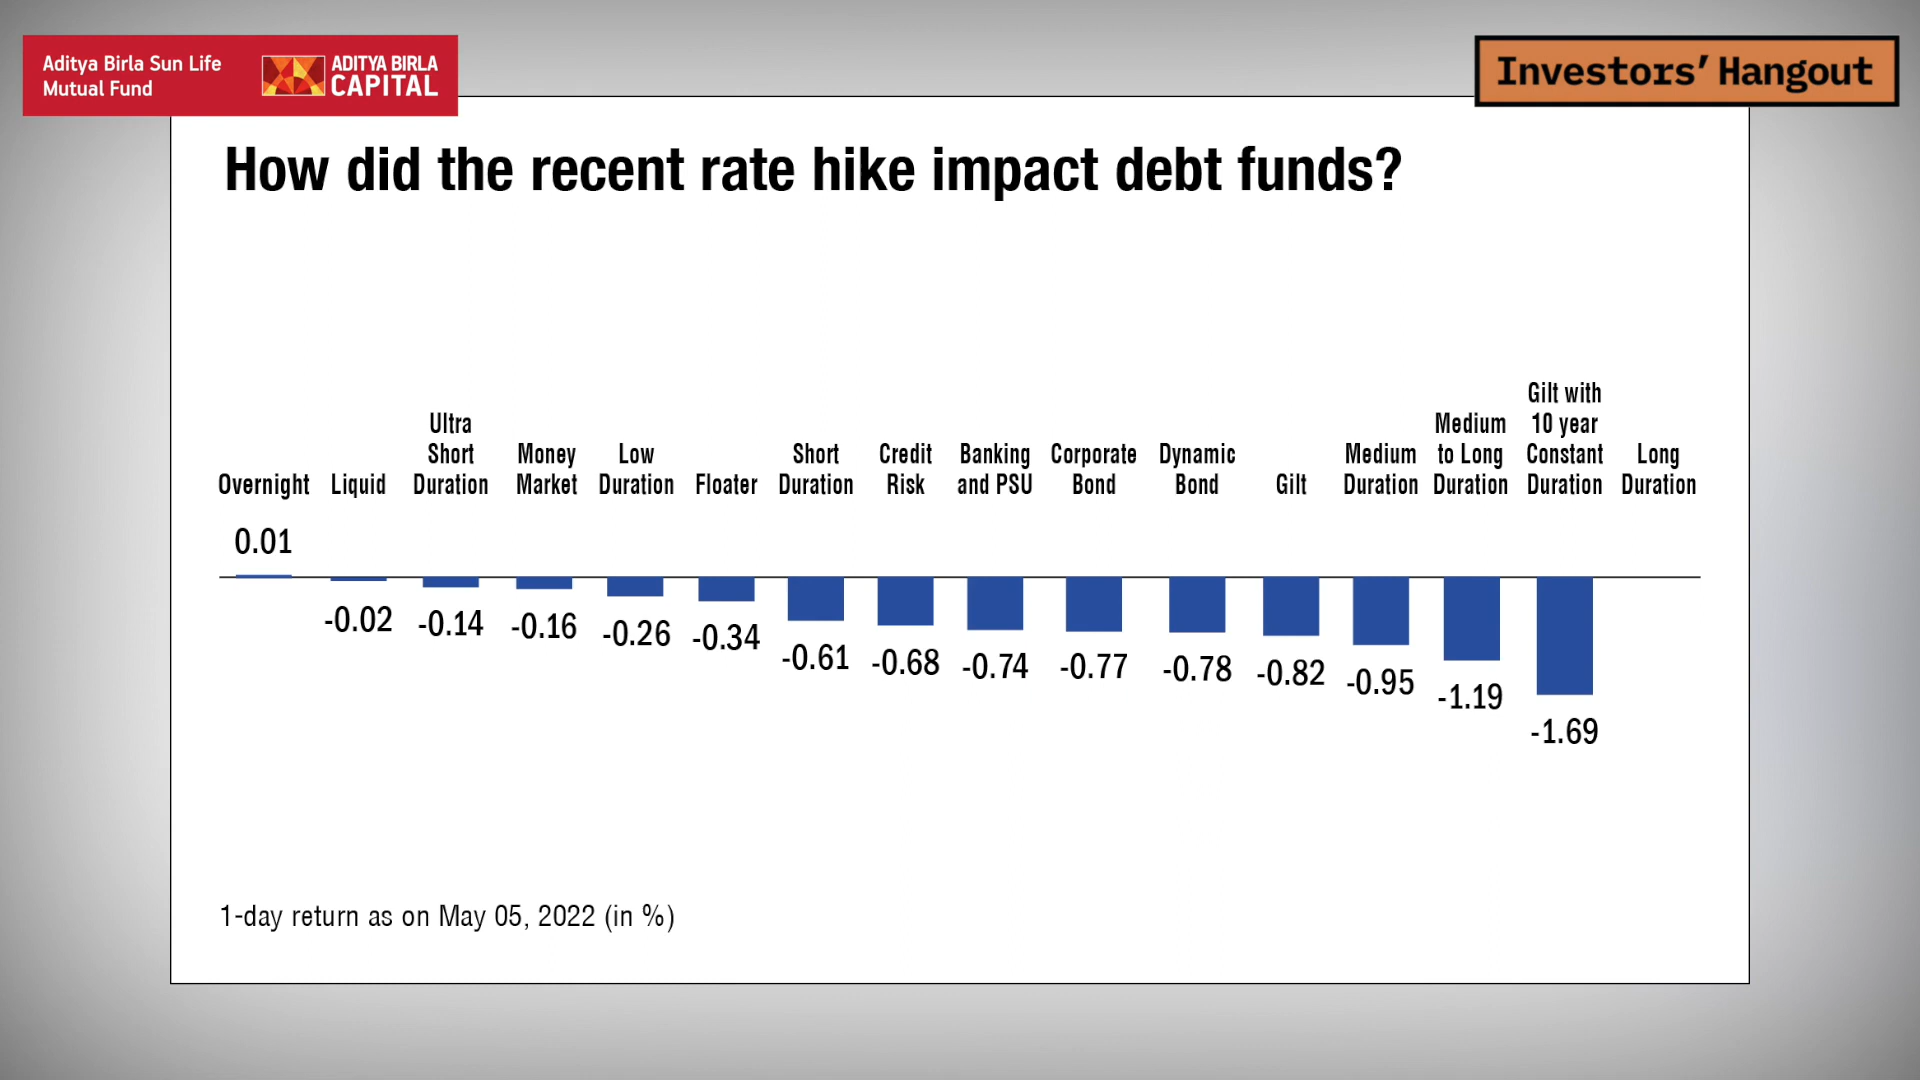 Aditya Birla Sun Life
Mutual Fund
ADITYA BIRLA
CAPITAL
Investors' Hangout
How did the recent rate hike impact debt funds?
Overnight
Liquid
Ultra
Short
Duration
Money
Market
Low
Duration
Floater
Short
Duration
Credit
Risk
Banking
and PSU
Corporate
Bond
Dynamic
Bond
Gilt
Medium
Duration
Medium
to Long
Duration
Gilt with
10 year
Constant
Duration
Long
Duration
0.01
-0.02
-0.14
-0.16
-0.26
-0.34
-0.61
-0.68
-0.74
-0.77
-0.78
-0.82
-0.95
-1.19
-1.69
1-day return as on May 05, 2022 (in %)